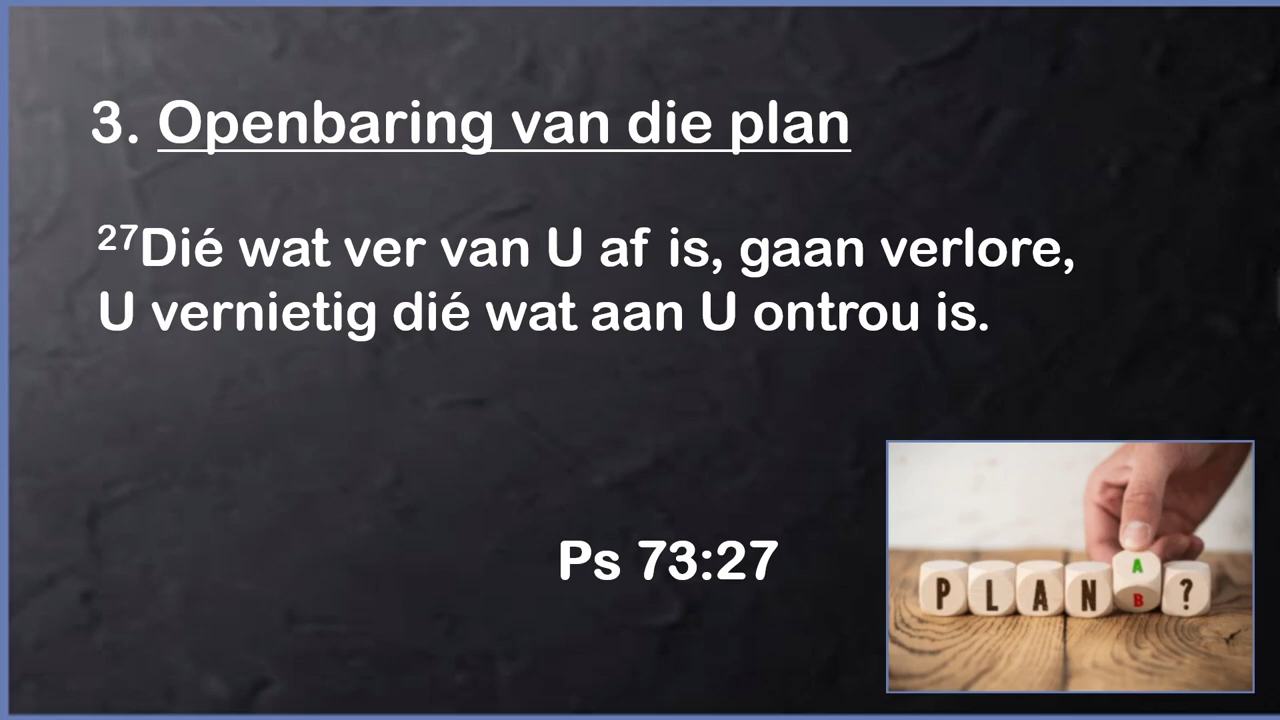 3. Openbaring van die plan
27Dié wat ver van U af is, gaan verlore,
U vernietig dié wat aan U ontrou is.
Ps 73:27
PLAN A B ?